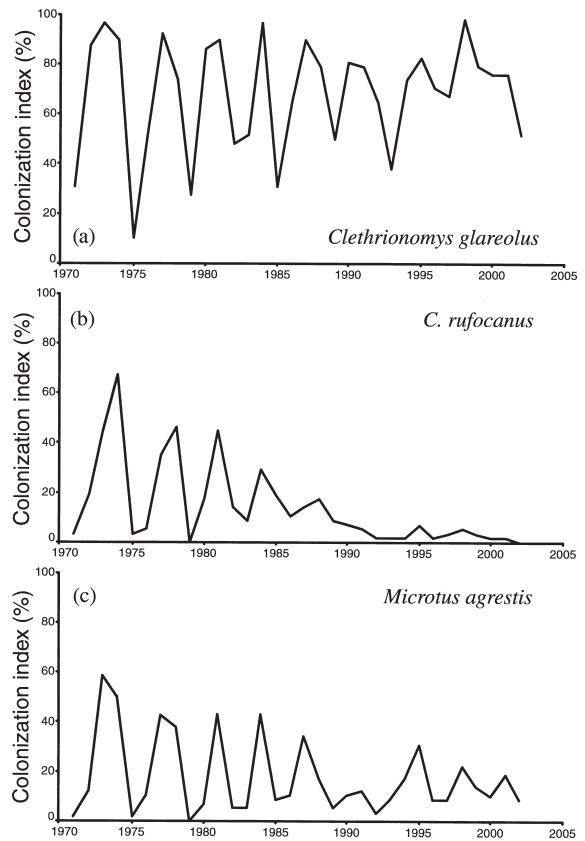 Colonization index (%)
100
80
60
40
20
0
(a)
Clethrionomys glareolus
1970 1975 1980 1985 1990 1995 2000 2005
Colonization index (%)
100
80
60
40
20
0
(b)
C. rufocanus
1970 1975 1980 1985 1990 1995 2000 2005
Colonization index (%)
100
80
60
40
20
0
(c)
Microtus agrestis
1970 1975 1980 1985 1990 1995 2000 2005